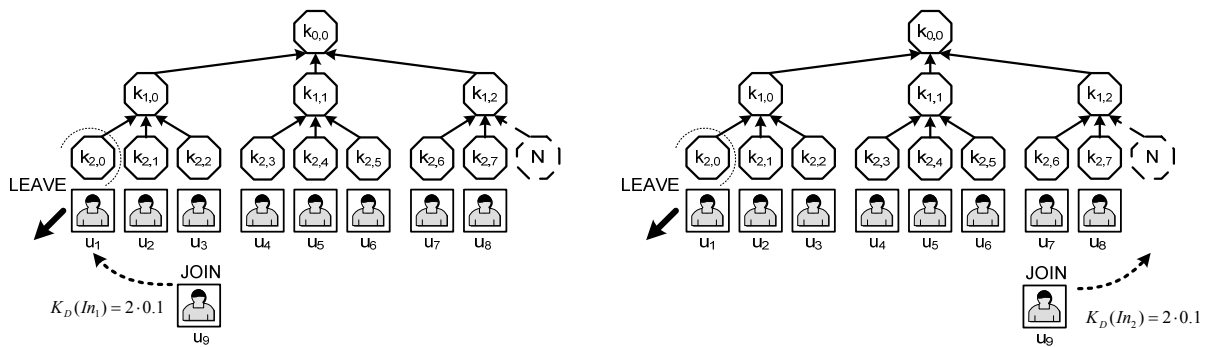 k0,0
k1,0 k1,1 k1,2
k2,0 k2,1 k2,2 k2,3 k2,4 k2,5 k2,6 k2,7 N
LEAVE
u1 u2 u3 u4 u5 u6 u7 u8
JOIN
K_D(In_1) = 2·0.1
u9
k0,0
k1,0 k1,1 k1,2
k2,0 k2,1 k2,2 k2,3 k2,4 k2,5 k2,6 k2,7 N
LEAVE
u1 u2 u3 u4 u5 u6 u7 u8
JOIN
K_D(In_2) = 2·0.1
u9